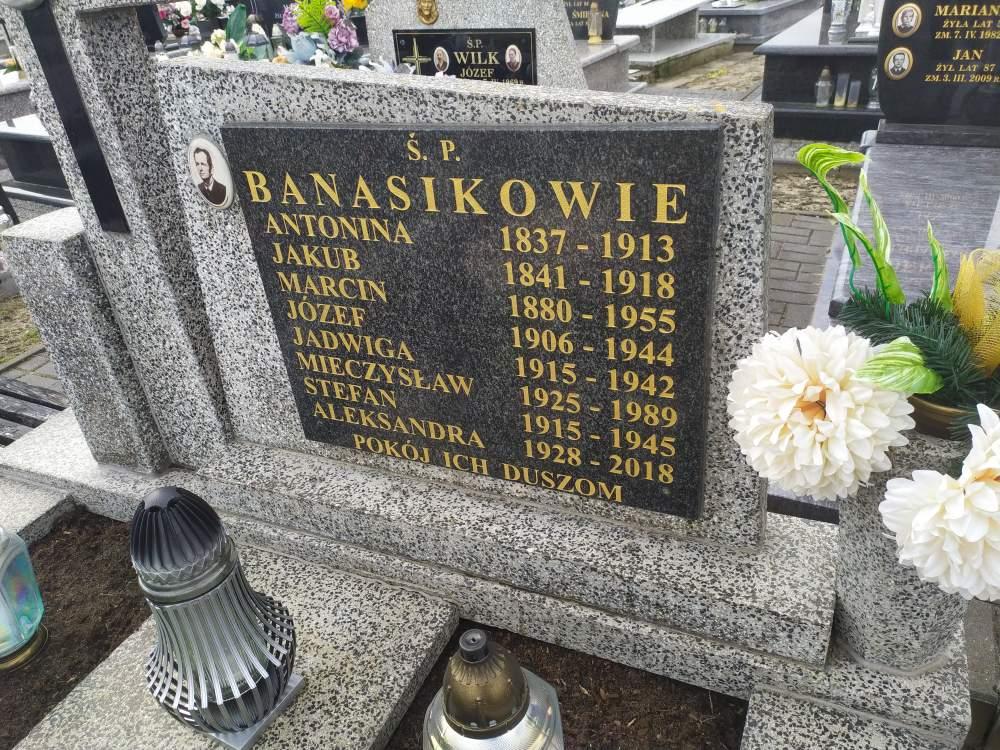 Ś. P.
BANASIKOWIE
ANTONINA 1837 - 1913
JAKUB 1841 - 1918
MARCIN 1880 - 1955
JÓZEF 1906 - 1944
JADWIGA 1915 - 1942
MIECZYSŁAW 1925 - 1989
STEFAN 1915 - 1945
ALEKSANDRA 1928 - 2018
POKÓJ ICH DUSZOM
Ś.P.
WILK
JÓZEF
MARIAN
ŻYŁA LAT
ZM. 7. IV. 1982
JAN
ŻYŁ LAT 87
ZM. 3. III. 2009 R.